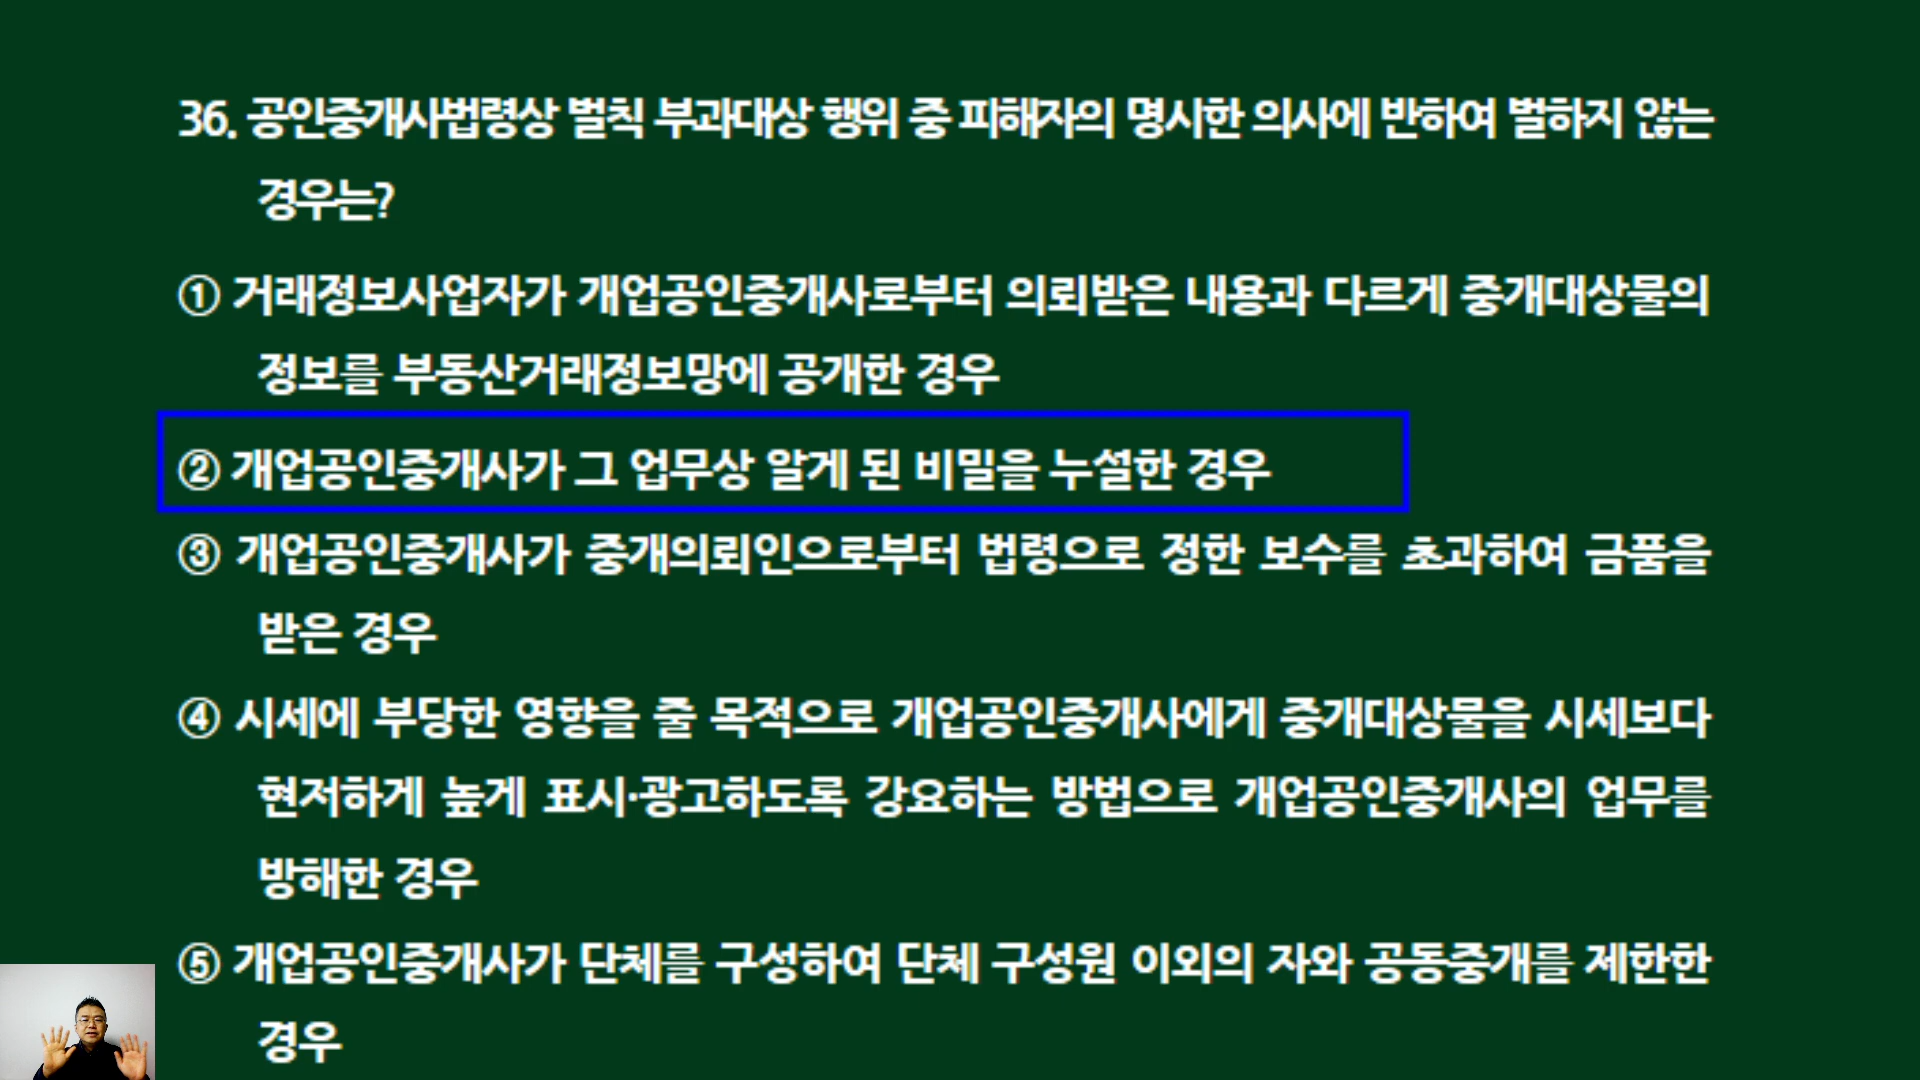 36. 공인중개사법령상 벌칙 부과대상 행위 중 피해자의 명시한 의사에 반하여 벌하지 않는
경우는?
① 거래정보사업자가 개업공인중개사로부터 의뢰받은 내용과 다르게 중개대상물의
정보를 부동산거래정보망에 공개한 경우
② 개업공인중개사가 그 업무상 알게 된 비밀을 누설한 경우
③ 개업공인중개사가 중개의뢰인으로부터 법령으로 정한 보수를 초과하여 금품을
받은 경우
④ 시세에 부당한 영향을 줄 목적으로 개업공인중개사에게 중개대상물을 시세보다
현저하게 높게 표시·광고하도록 강요하는 방법으로 개업공인중개사의 업무를
방해한 경우
⑤ 개업공인중개사가 단체를 구성하여 단체 구성원 이외의 자와 공동중개를 제한한
경우